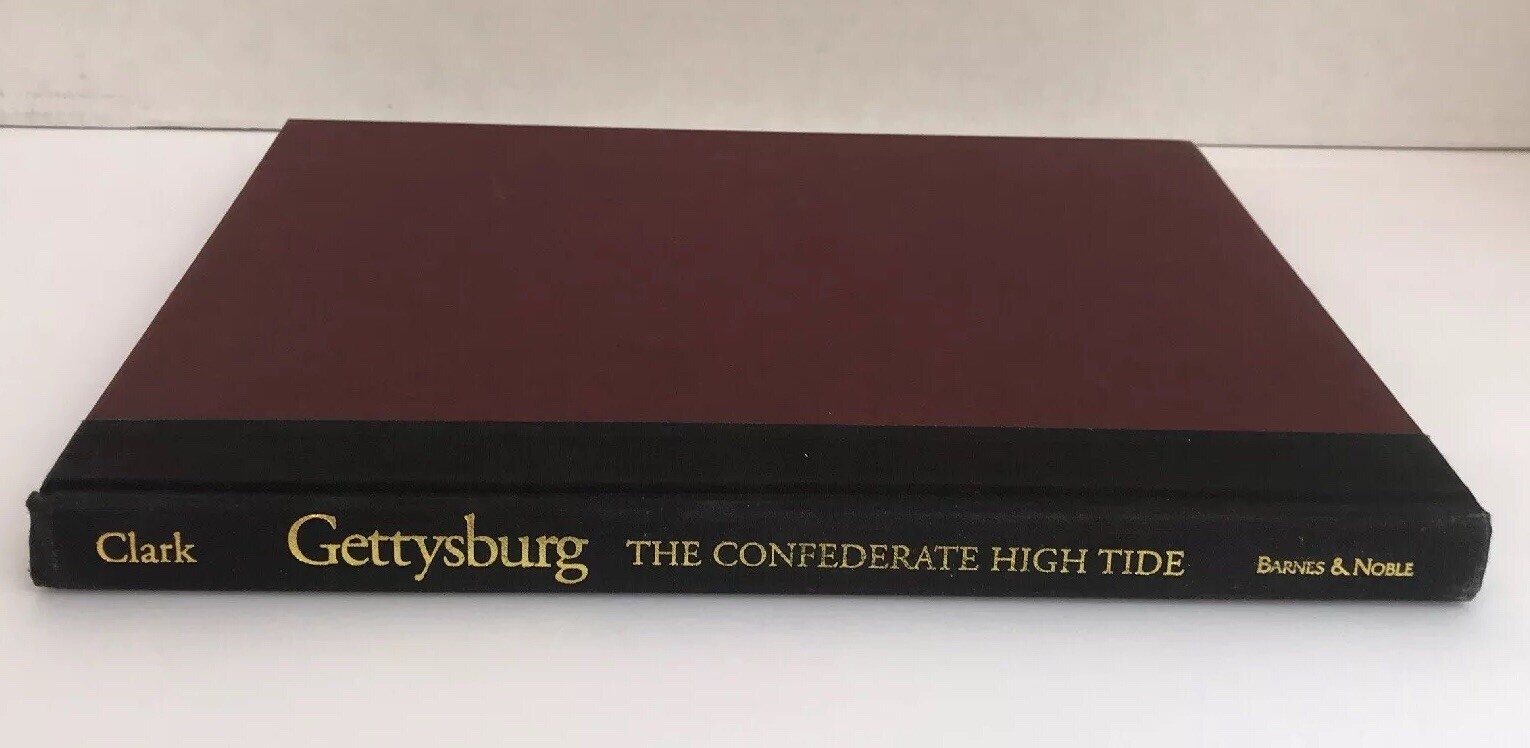 Clark Gettysburg THE CONFEDERATE HIGH TIDE BARNES & NOBLE